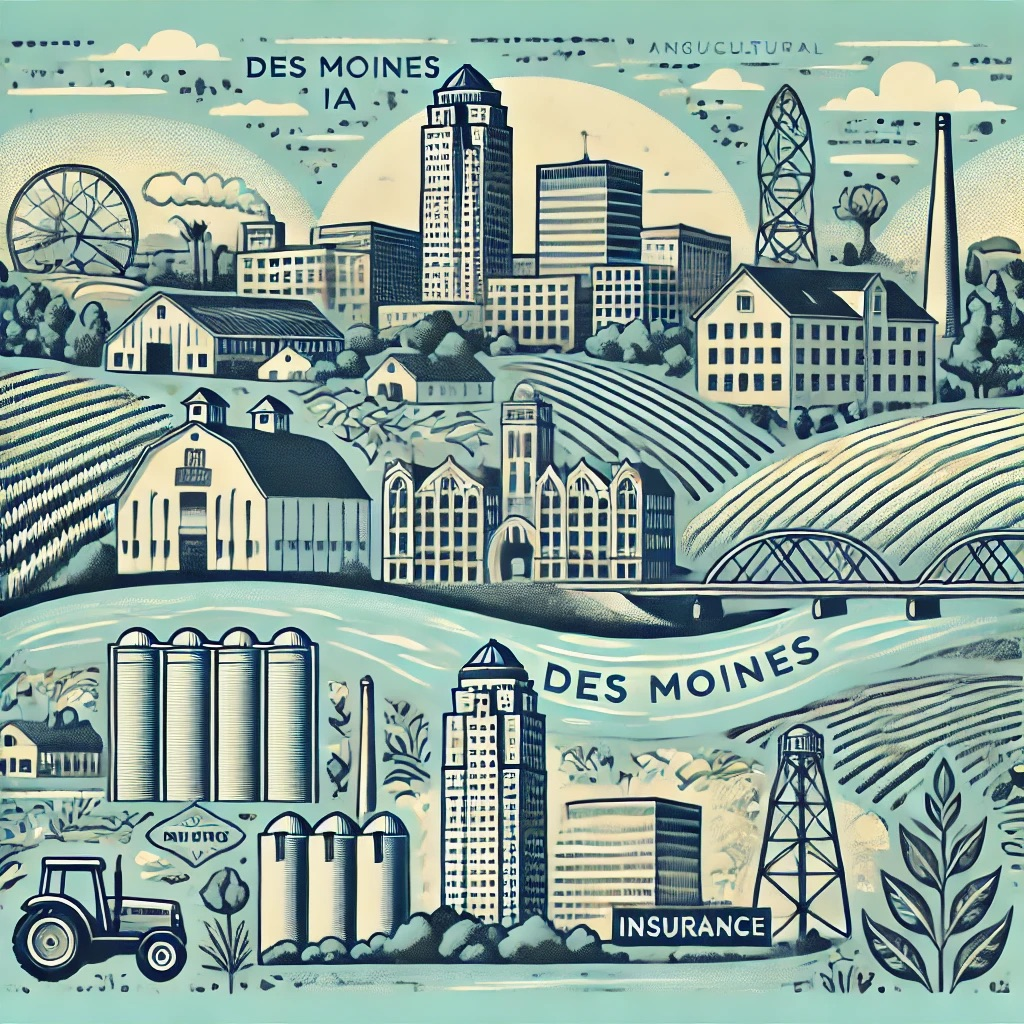 DES MOINES
IA
ANGUCULTURAL
DES MOINES
INSURANCE